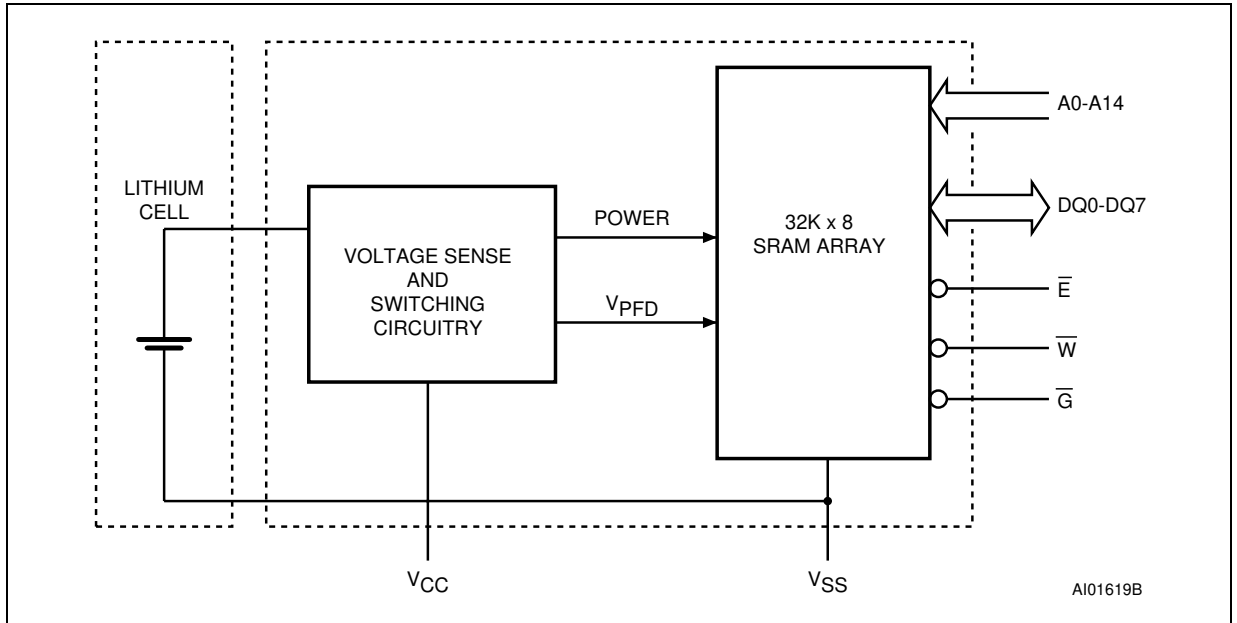 LITHIUM
CELL
VOLTAGE SENSE
AND
SWITCHING
CIRCUITRY
POWER
VPFD
32K x 8
SRAM ARRAY
A0-A14
DQ0-DQ7
E̅
W̅
G̅
VCC
VSS
AI01619B